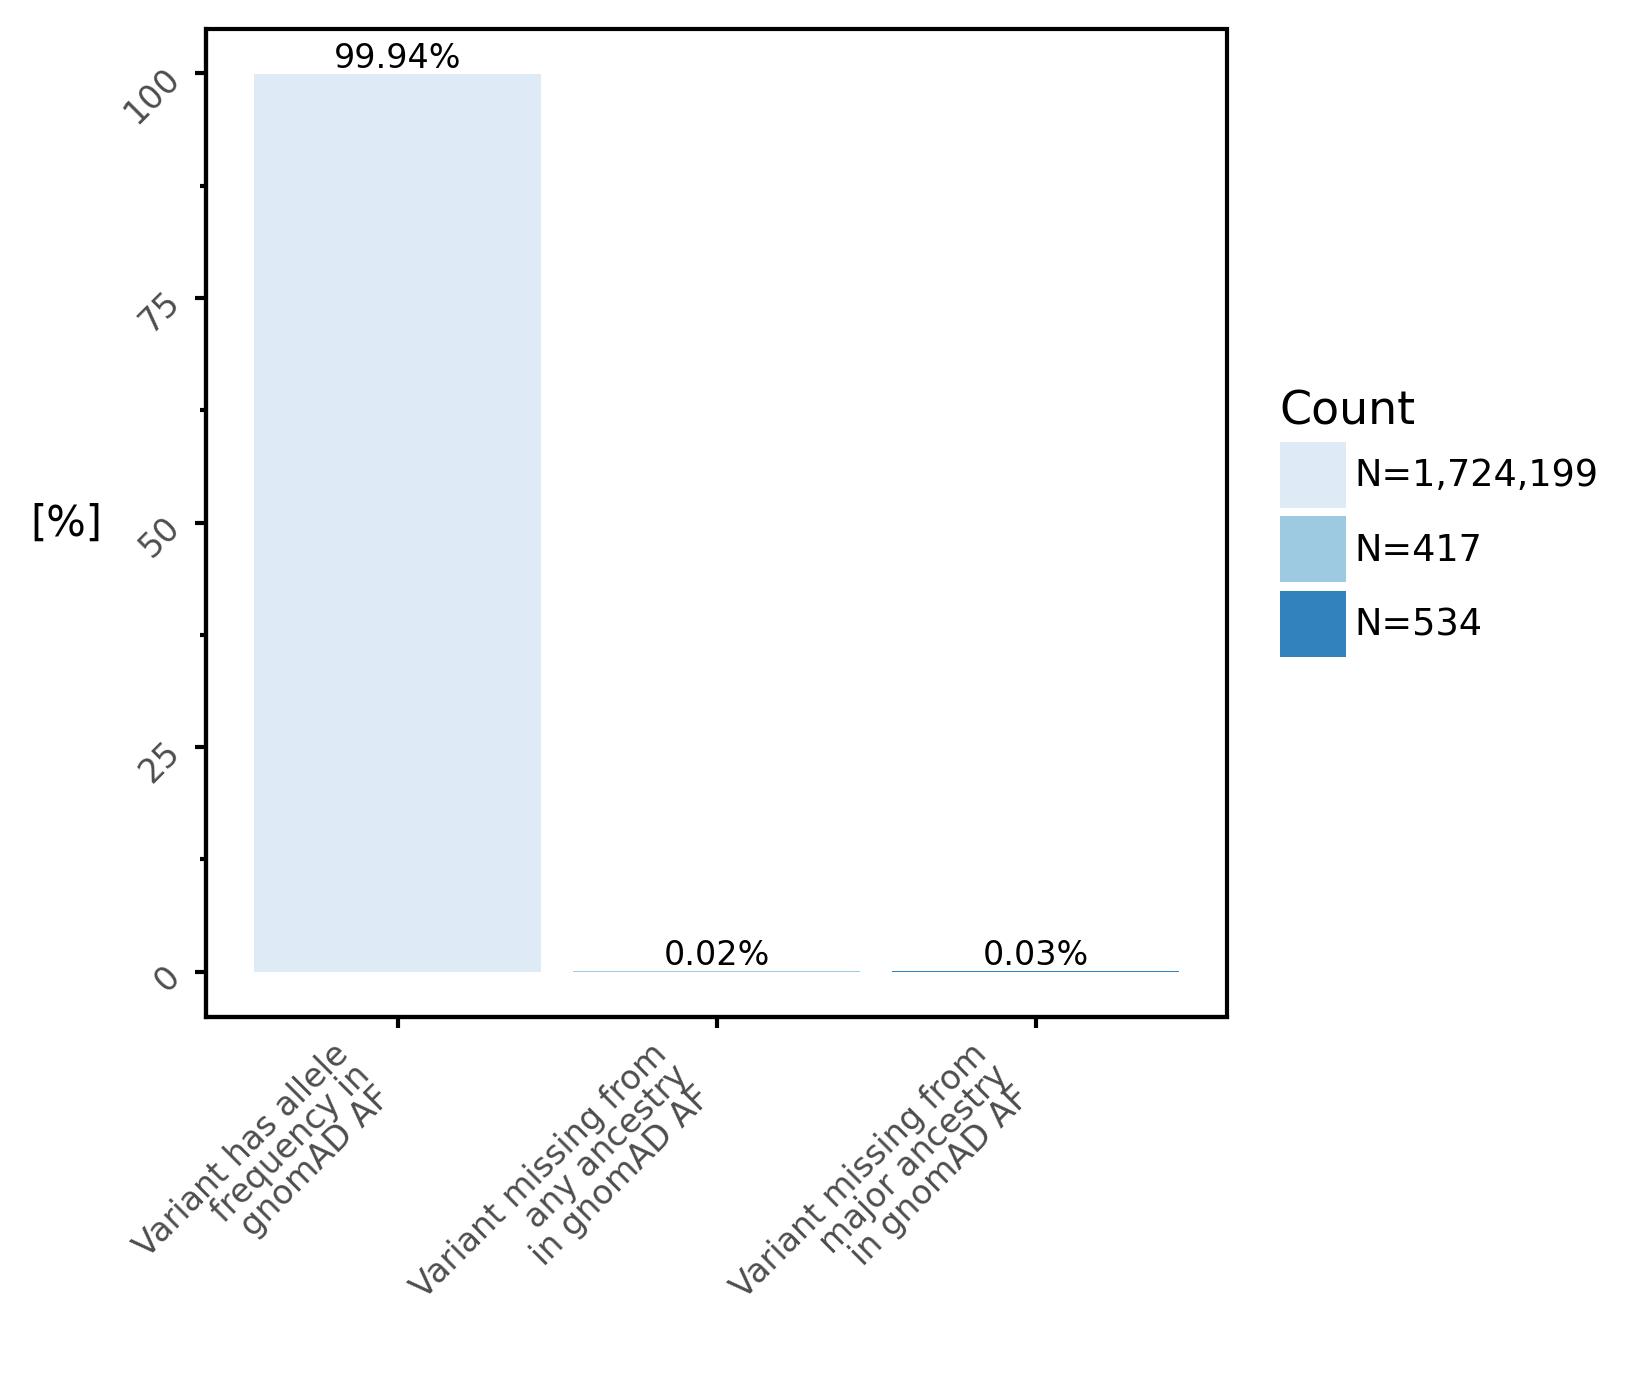 99.94%
100
75
[%]
50
25
0
0.02%
0.03%
Variant has allele
frequency in
gnomAD AF
Variant missing from
any ancestry
in gnomAD AF
Variant missing from
major ancestry
in gnomAD AF
Count
N=1,724,199
N=417
N=534